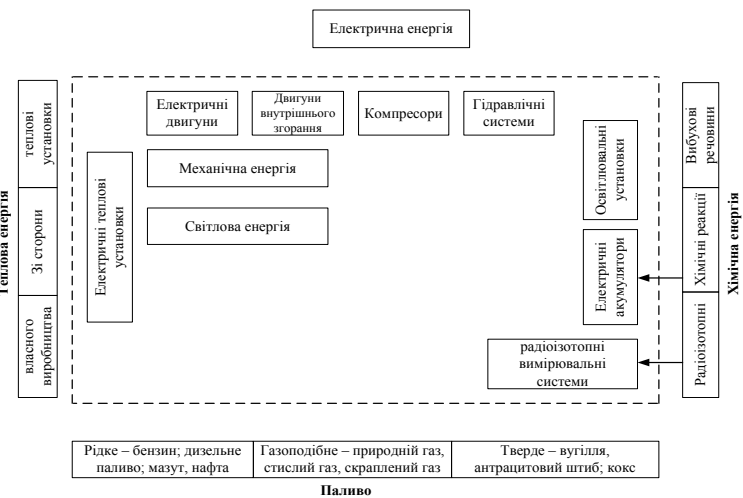 Електрична енергія
Електричні
двигуни
Двигуни
внутрішнього
згорання
Компресори
Гідравлічні
системи
Теплова енергія
теплові
установки
Зі сторони
власного
виробництва
Електричні теплові
установки
Механічна енергія
Світлова енергія
Освітлювальні
установки
Електричні
акумулятори
радіоізотопні
вимірювальні
системи
Вибухові
речовини
Хімічні реакції
Радіоізотопні
Хімічна енергія
Рідке – бензин; дизельне
паливо; мазут, нафта
Газоподібне – природній газ,
стислий газ, скраплений газ
Тверде – вугілля,
антрацитовий штиб; кокс
Паливо